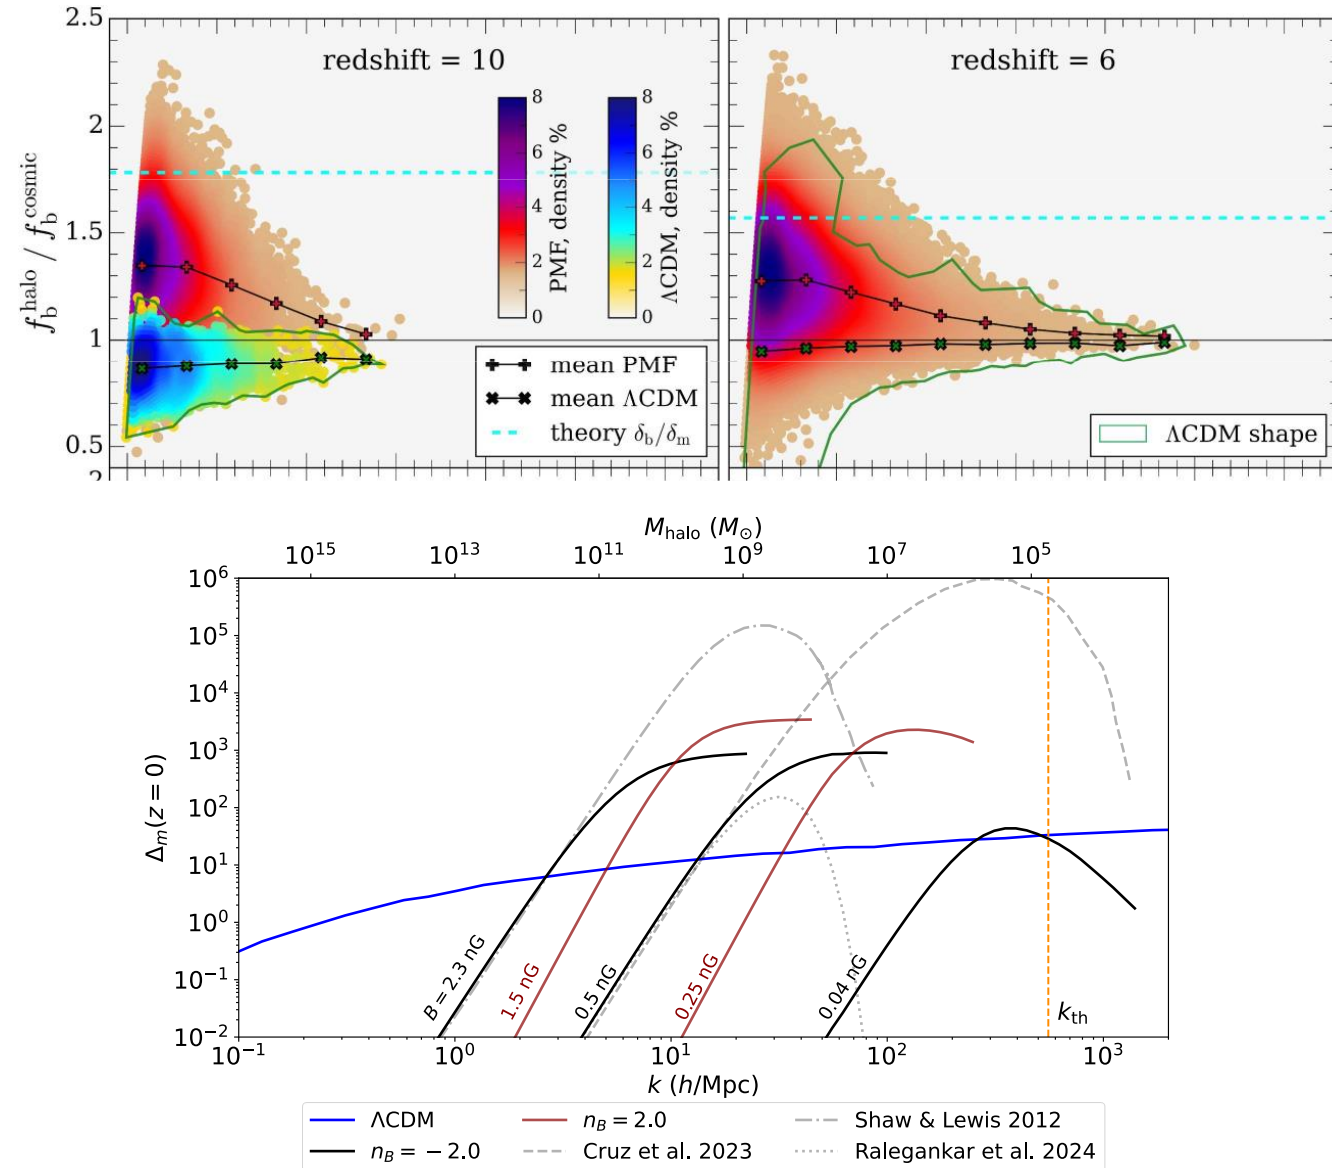 2.5
2
1.5
1
0.5
f_b^halo / f_b^cosmic
redshift = 10
8
6
4
2
0
PMF, density %
8
6
4
2
0
ΛCDM, density %
mean PMF
mean ΛCDM
theory δ_b/δ_m
redshift = 6
ΛCDM shape
M_halo (M_⊙)
10^15
10^13
10^11
10^9
10^7
10^5
10^6
10^5
10^4
10^3
10^2
10^1
10^0
10^-1
10^-2
Δ_m(z = 0)
B = 2.3 nG
1.5 nG
0.5 nG
0.25 nG
0.04 nG
k_th
10^-1
10^0
10^1
10^2
10^3
k (h/Mpc)
ΛCDM
n_B = 2.0
Shaw & Lewis 2012
n_B = −2.0
Cruz et al. 2023
Ralegankar et al. 2024